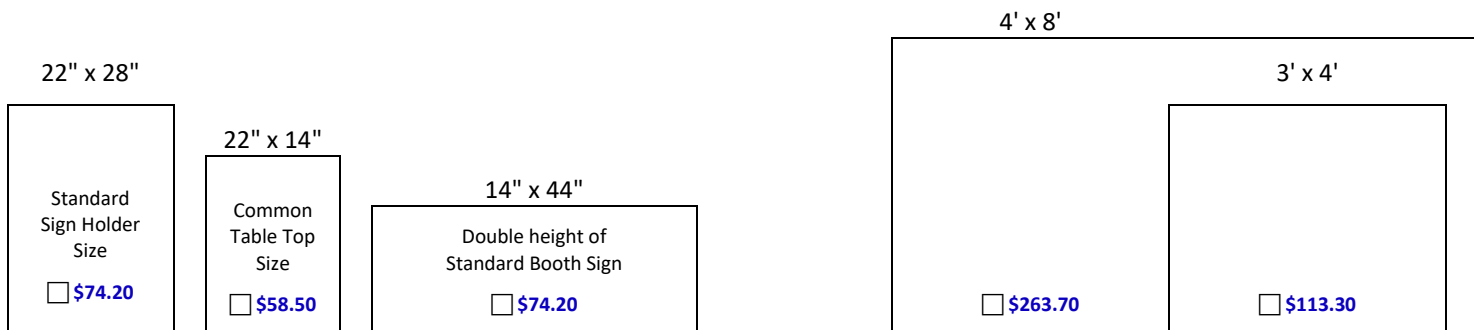 22" x 28"
Standard
Sign Holder
Size
☐ $74.20
22" x 14"
Common
Table Top
Size
☐ $58.50
14" x 44"
Double height of
Standard Booth Sign
☐ $74.20
4' x 8'
☐ $263.70
3' x 4'
☐ $113.30